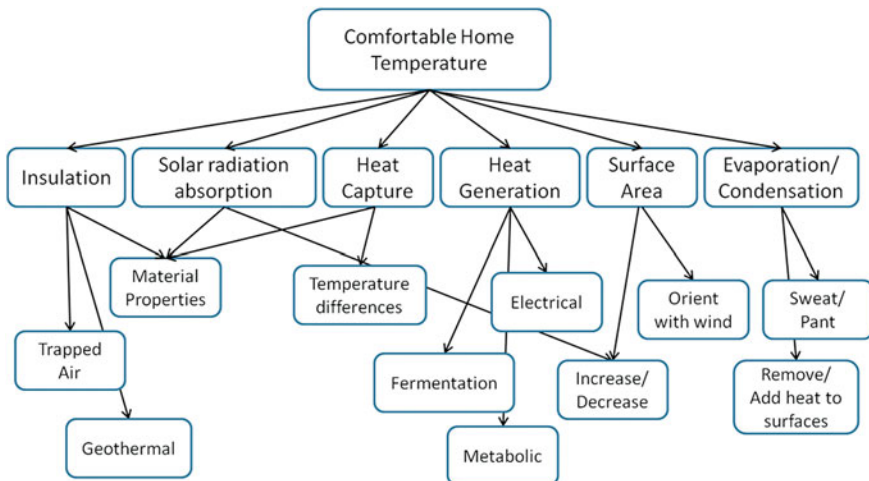 Comfortable Home
Temperature
Insulation
Solar radiation
absorption
Heat
Capture
Heat
Generation
Surface
Area
Evaporation/
Condensation
Material
Properties
Temperature
differences
Electrical
Orient
with wind
Sweat/
Pant
Trapped
Air
Fermentation
Increase/
Decrease
Remove/
Add heat to
surfaces
Geothermal
Metabolic